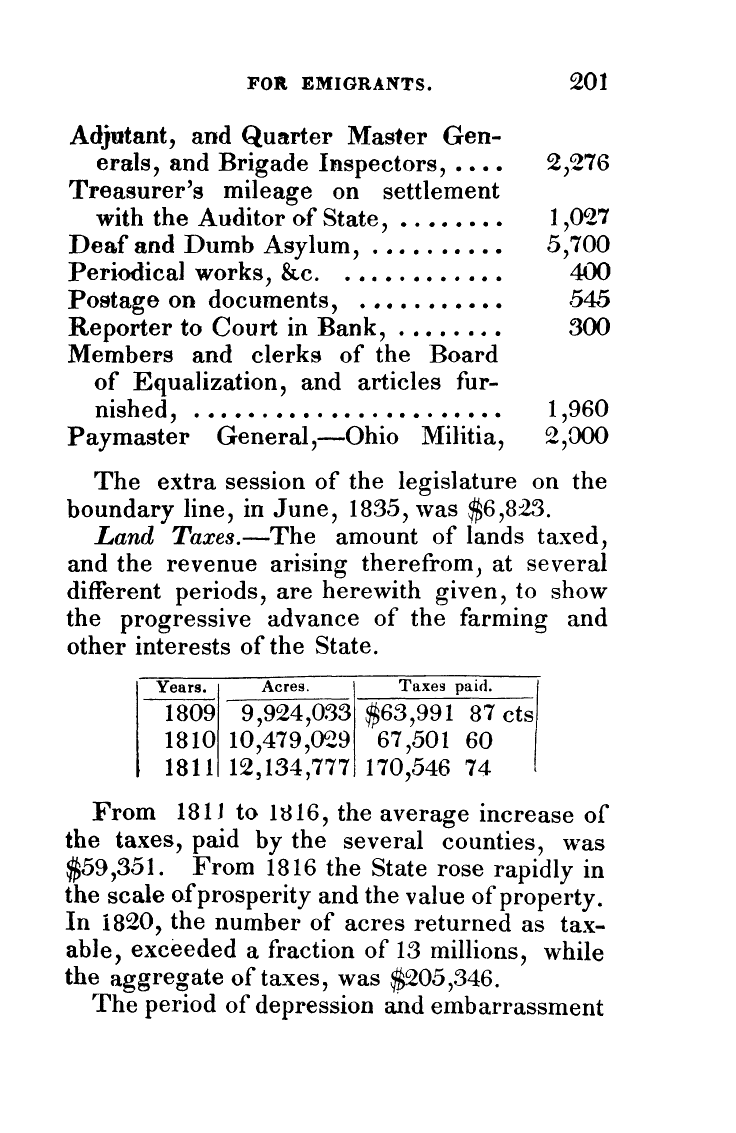 FOR EMIGRANTS. 201
Adjutant, and Quarter Master Gen-
erals, and Brigade Inspectors, .... 2,276
Treasurer's mileage on settlement
with the Auditor of State, ........ 1,027
Deaf and Dumb Asylum, .......... 5,700
Periodical works, &c. ............ 400
Postage on documents, ........... 545
Reporter to Court in Bank, ........ 300
Members and clerks of the Board
of Equalization, and articles fur-
nished, ....................... 1,960
Paymaster General,—Ohio Militia, 2,000
The extra session of the legislature on the
boundary line, in June, 1835, was $6,823.
Land Taxes.—The amount of lands taxed,
and the revenue arising therefrom, at several
different periods, are herewith given, to show
the progressive advance of the farming and
other interests of the State.
Years. Acres. Taxes paid.
1809 9,924,033 $63,991 87 cts
1810 10,479,029 67,501 60
1811 12,134,777 170,546 74
From 1811 to 1816, the average increase of
the taxes, paid by the several counties, was
$59,351. From 1816 the State rose rapidly in
the scale of prosperity and the value of property.
In 1820, the number of acres returned as tax-
able, exceeded a fraction of 13 millions, while
the aggregate of taxes, was $205,346.
The period of depression and embarrassment